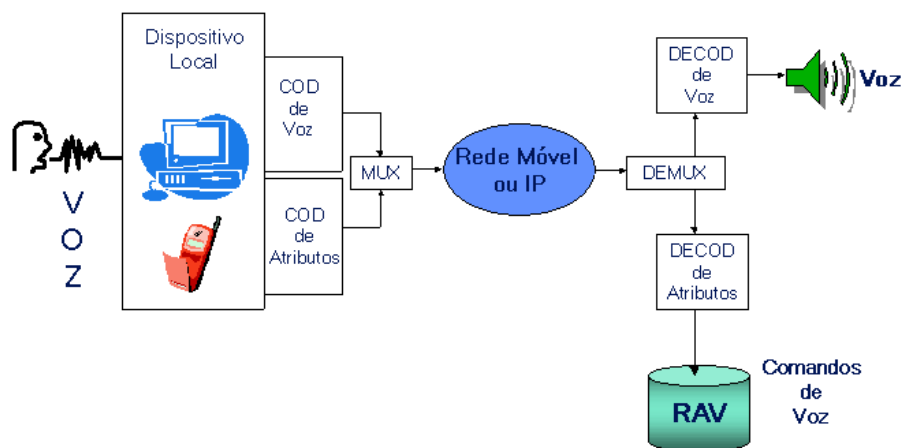 Dispositivo
Local
COD
de
Voz
COD
de
Atributos
V
O
Z
MUX
Rede Móvel
ou IP
DEMUX
DECOD
de
Voz
Voz
DECOD
de
Atributos
RAV
Comandos
de
Voz